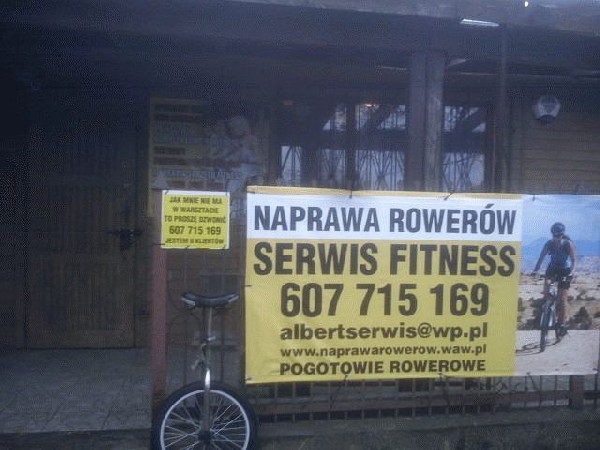 JAK MNIE NIE MA
W WARSZTACIE
TO PROSZĘ DZWONIĆ
607 715 169
JESTEM U KLIENTÓW
NAPRAWA ROWERÓW
SERWIS FITNESS
607 715 169
albertserwis@wp.pl
www.naprawarowerow.waw.pl
POGOTOWIE ROWEROWE